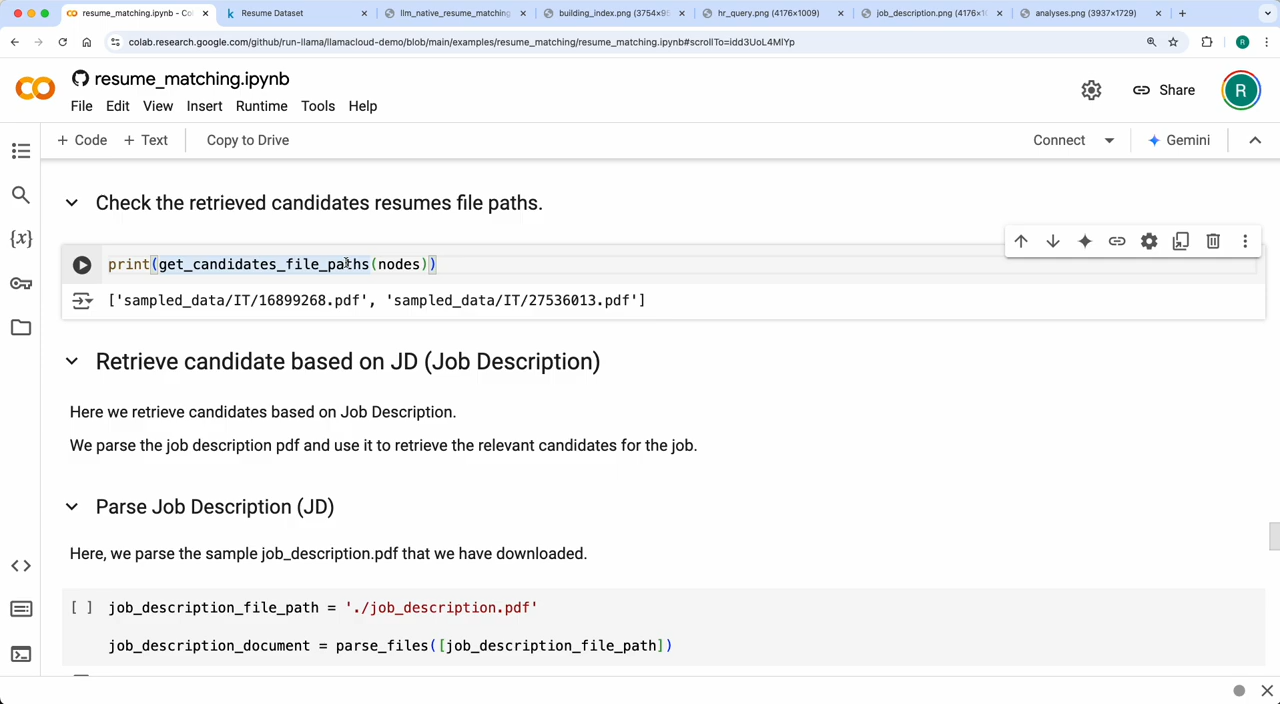 resume_matching.ipynb - Co
Resume Dataset
llm_native_resume_matching
building_index.png (3754×95
hr_query.png (4176×1009)
job_description.png (4176×10
analyses.png (3937×1729)
colab.research.google.com/github/run-llama/llamacloud-demo/blob/main/examples/resume_matching/resume_matching.ipynb#scrollTo=idd3UoL4MlYp
R
resume_matching.ipynb
File Edit View Insert Runtime Tools Help
Share
R
+ Code + Text Copy to Drive
Connect
Gemini
Check the retrieved candidates resumes file paths.
print(get_candidates_file_paths(nodes))
['sampled_data/IT/16899268.pdf', 'sampled_data/IT/27536013.pdf']
Retrieve candidate based on JD (Job Description)
Here we retrieve candidates based on Job Description.
We parse the job description pdf and use it to retrieve the relevant candidates for the job.
Parse Job Description (JD)
Here, we parse the sample job_description.pdf that we have downloaded.
[ ] job_description_file_path = './job_description.pdf'
job_description_document = parse_files([job_description_file_path])